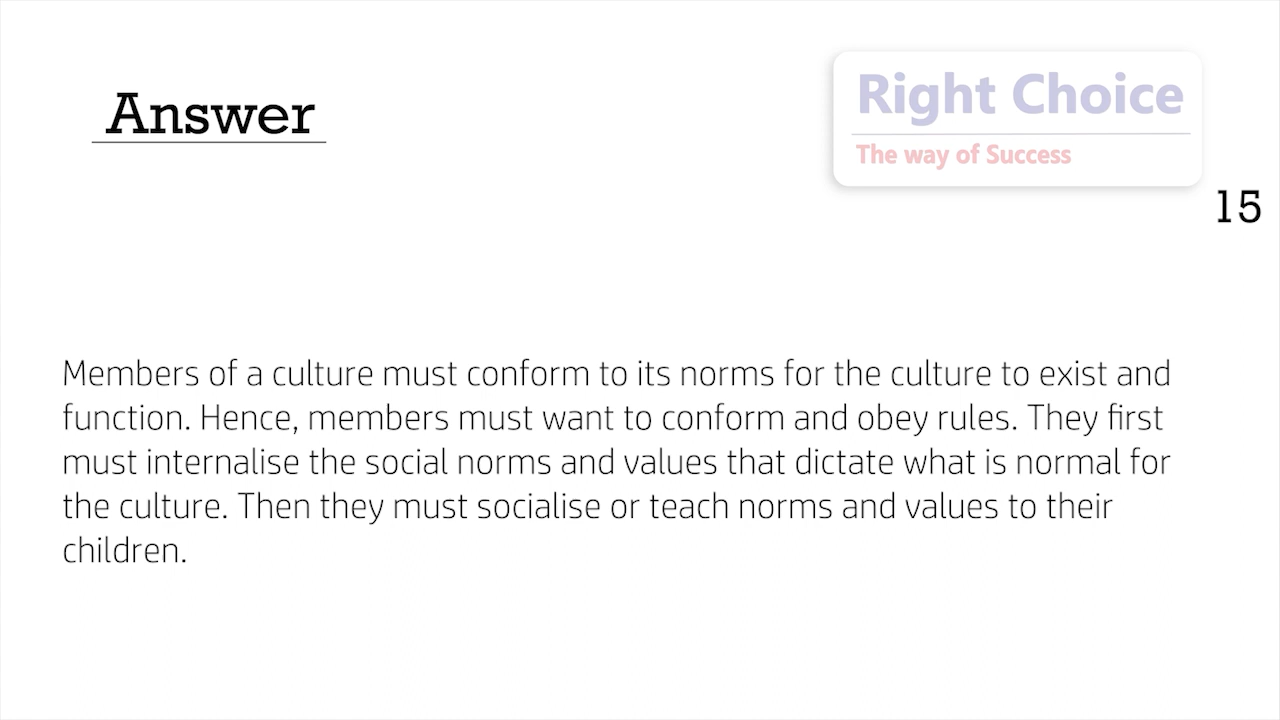 Answer
Right Choice
The way of Success
15
Members of a culture must conform to its norms for the culture to exist and
function. Hence, members must want to conform and obey rules. They first
must internalise the social norms and values that dictate what is normal for
the culture. Then they must socialise or teach norms and values to their
children.